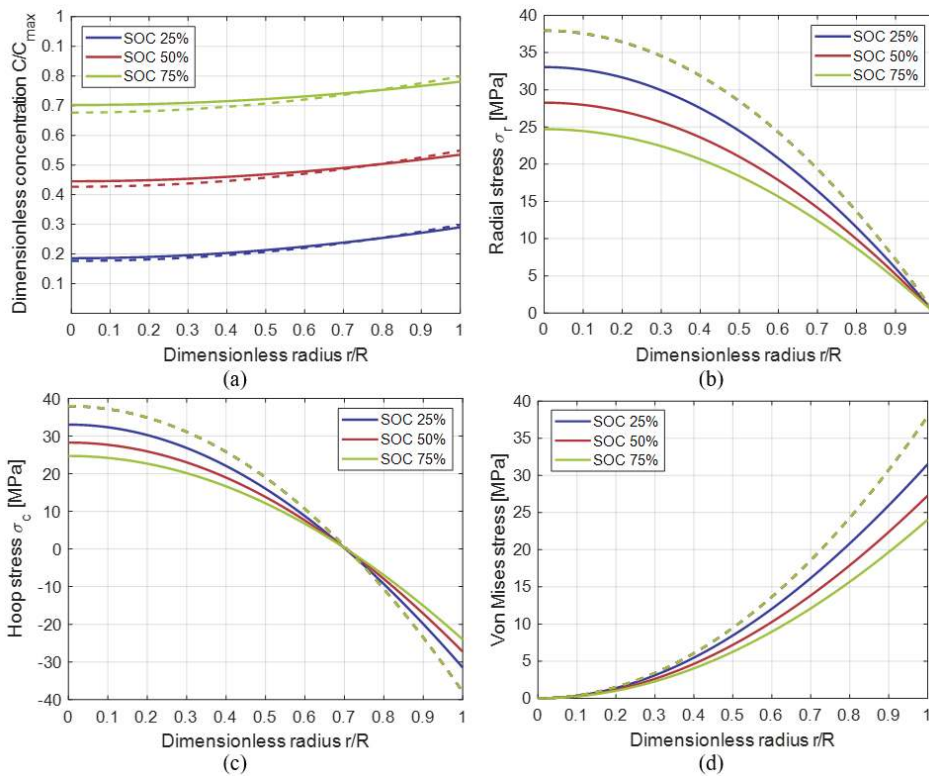 1
0.9
0.8
0.7
0.6
0.5
0.4
0.3
0.2
0.1
Dimensionless concentration C/Cmax
SOC 25%
SOC 50%
SOC 75%
0 0.1 0.2 0.3 0.4 0.5 0.6 0.7 0.8 0.9 1
Dimensionless radius r/R
(a)
40
35
30
25
20
15
10
5
0
Radial stress σr [MPa]
SOC 25%
SOC 50%
SOC 75%
0 0.1 0.2 0.3 0.4 0.5 0.6 0.7 0.8 0.9
Dimensionless radius r/R
(b)
40
30
20
10
0
-10
-20
-30
-40
Hoop stress σc [MPa]
SOC 25%
SOC 50%
SOC 75%
0 0.1 0.2 0.3 0.4 0.5 0.6 0.7 0.8 0.9 1
Dimensionless radius r/R
(c)
40
35
30
25
20
15
10
5
0
Von Mises stress [MPa]
SOC 25%
SOC 50%
SOC 75%
0 0.1 0.2 0.3 0.4 0.5 0.6 0.7 0.8 0.9 1
Dimensionless radius r/R
(d)